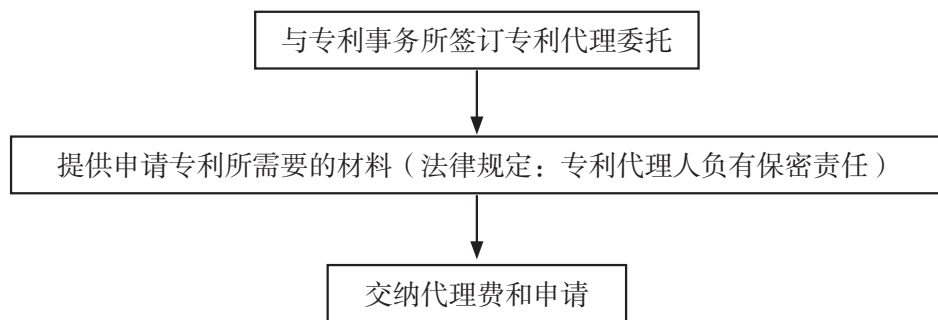 与专利事务所签订专利代理委托
提供申请专利所需要的材料（法律规定：专利代理人负有保密责任）
交纳代理费和申请